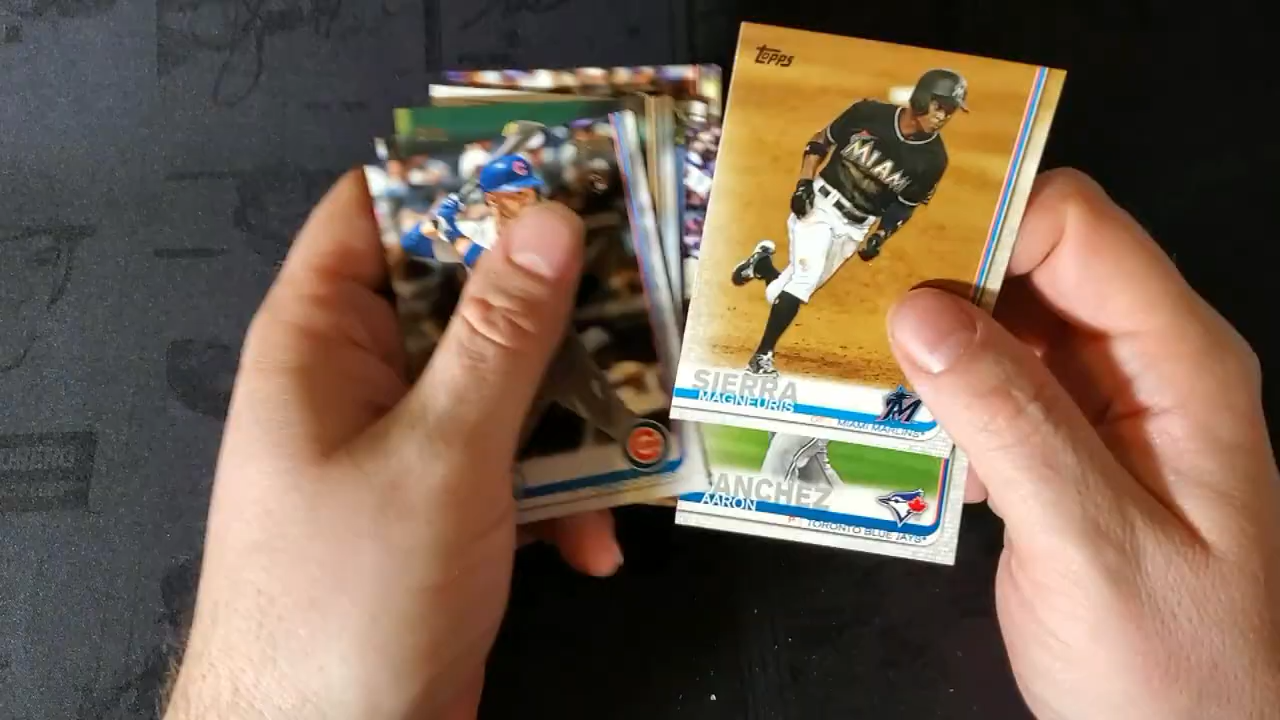 Topps
MIAMI
SIERRA
MAGNEURIS
MIAMI MARLINS
ANCHEZ
AARON
P TORONTO BLUE JAYS